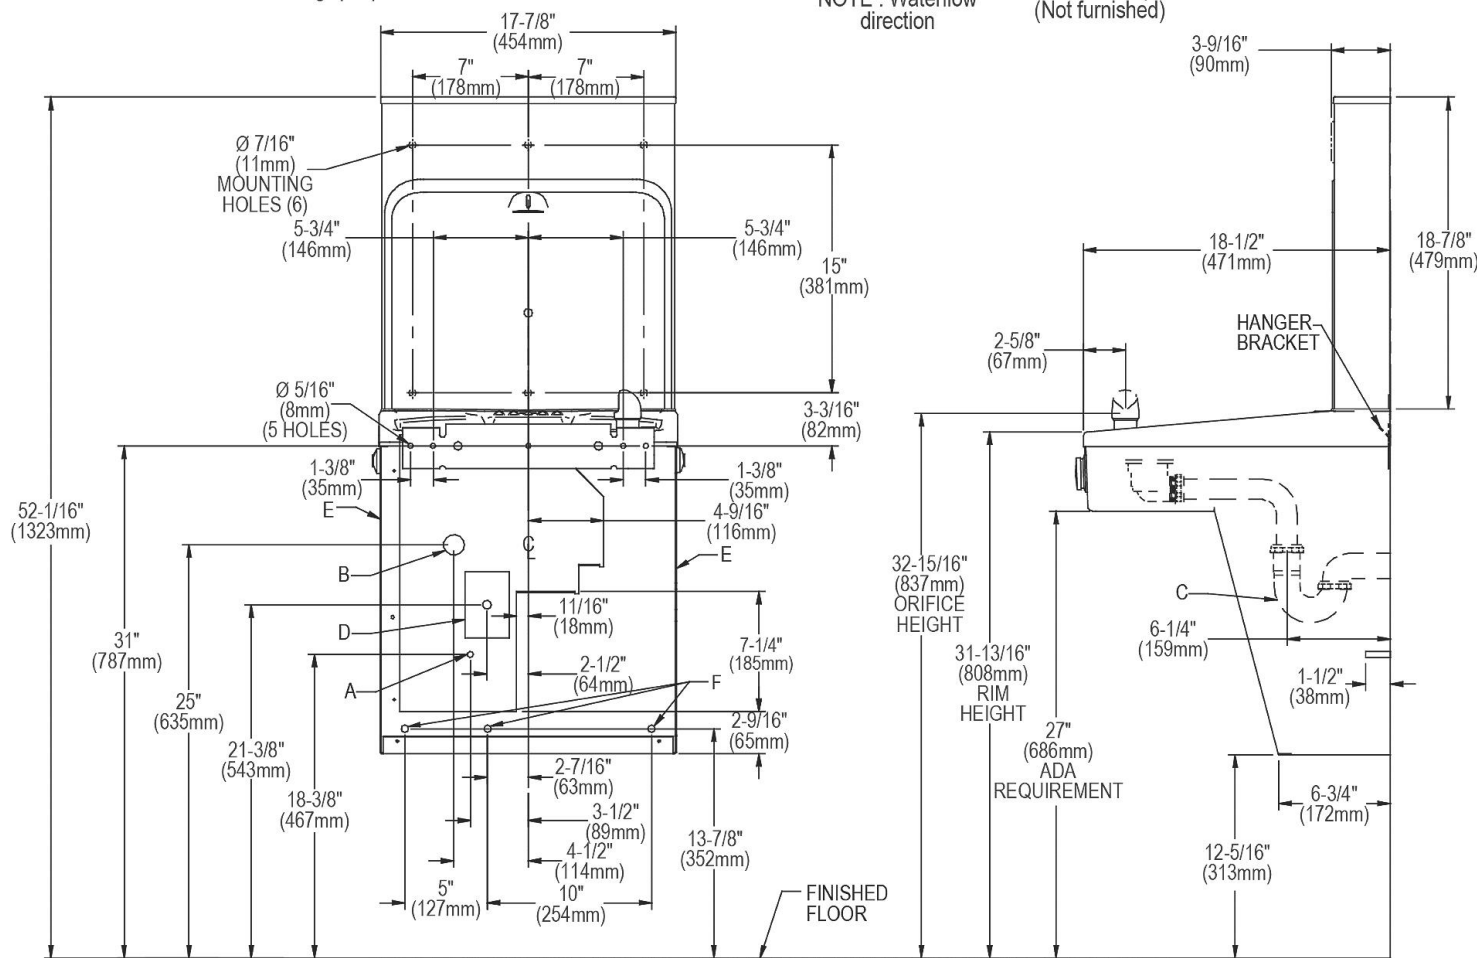 NOTE : Waterflow
direction
(Not furnished)
17-7/8"
(454mm)
7"
(178mm)
7"
(178mm)
3-9/16"
(90mm)
Ø 7/16"
(11mm)
MOUNTING
HOLES (6)
5-3/4"
(146mm)
5-3/4"
(146mm)
15"
(381mm)
18-1/2"
(471mm)
18-7/8"
(479mm)
HANGER
BRACKET
2-5/8"
(67mm)
Ø 5/16"
(8mm)
(5 HOLES)
3-3/16"
(82mm)
1-3/8"
(35mm)
1-3/8"
(35mm)
52-1/16"
(1323mm)
E
4-9/16"
(116mm)
C
L
B
E
32-15/16"
(837mm)
ORIFICE
HEIGHT
C
D
11/16"
(18mm)
31"
(787mm)
7-1/4"
(185mm)
6-1/4"
(159mm)
A
2-1/2"
(64mm)
F
31-13/16"
(808mm)
RIM
HEIGHT
1-1/2"
(38mm)
25"
(635mm)
2-9/16"
(65mm)
27"
(686mm)
ADA
REQUIREMENT
21-3/8"
(543mm)
2-7/16"
(63mm)
18-3/8"
(467mm)
3-1/2"
(89mm)
6-3/4"
(172mm)
13-7/8"
(352mm)
4-1/2"
(114mm)
12-5/16"
(313mm)
5"
(127mm)
10"
(254mm)
FINISHED
FLOOR